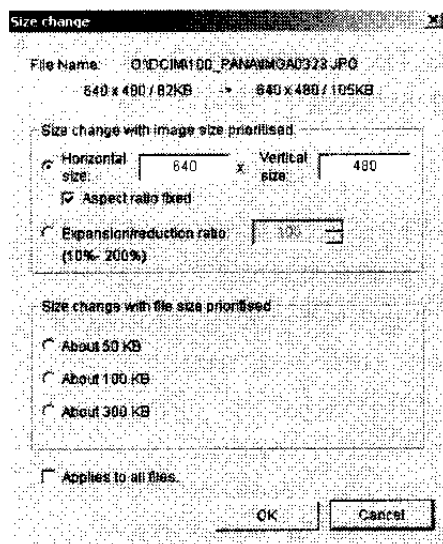 Size change
File Name: G:\DCIM\100_PANA\IMGA0323.JPG
640 x 480 / 82KB -> 640 x 480 / 105KB
Size change with image size prioritised
Horizontal size: 640 x Vertical size: 480
Aspect ratio fixed
Expansion/reduction ratio 100
(10%- 200%)
Size change with file size prioritised
About 50 KB
About 100 KB
About 300 KB
Applies to all files.
OK Cancel